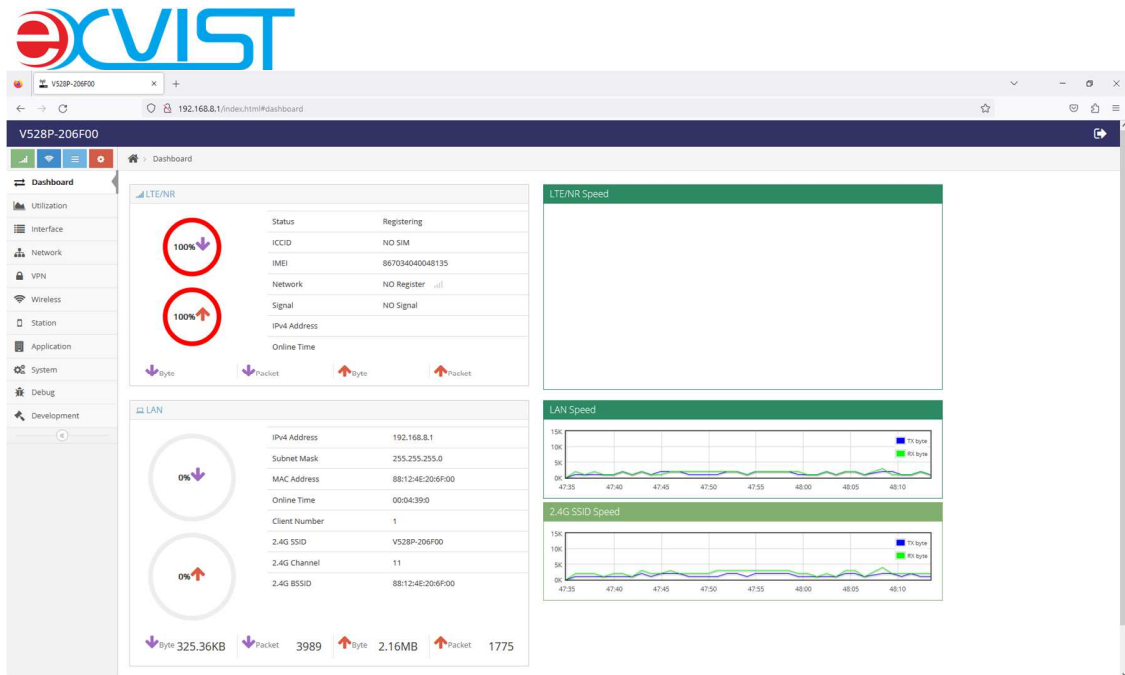 eXVIST
V528P-206F00
192.168.8.1/index.html#dashboard
V528P-206F00
Dashboard
Dashboard
Utilization
Interface
Network
VPN
Wireless
Station
Application
System
Debug
Development
LTE/NR
100%
100%
Status Registering
ICCID NO SIM
IMEI 867034040048135
Network NO Register
Signal NO Signal
IPv4 Address
Online Time
Byte Packet Byte Packet
LTE/NR Speed
LAN
0%
0%
IPv4 Address 192.168.8.1
Subnet Mask 255.255.255.0
MAC Address 88:12:4E:20:6F:00
Online Time 00:04:39:0
Client Number 1
2.4G SSID V528P-206F00
2.4G Channel 11
2.4G BSSID 88:12:4E:20:6F:00
Byte 325.36KB Packet 3989 Byte 2.16MB Packet 1775
LAN Speed
15K
10K
5K
0K
TX byte
RX byte
47:35 47:40 47:45 47:50 47:55 48:00 48:05 48:10
2.4G SSID Speed
15K
10K
5K
0K
TX byte
RX byte
47:35 47:40 47:45 47:50 47:55 48:00 48:05 48:10